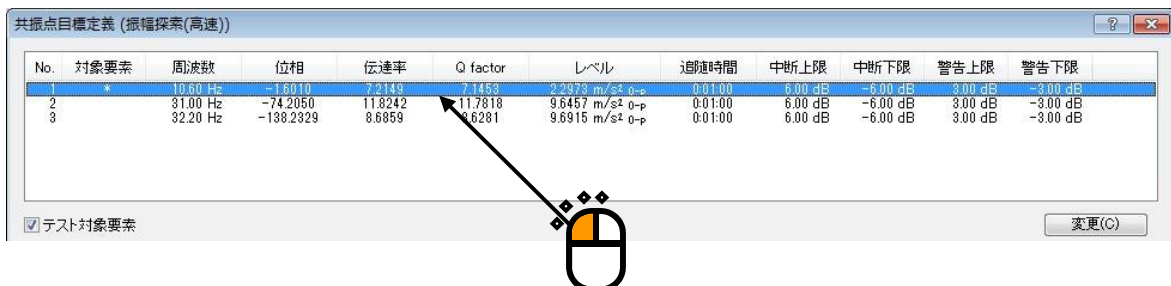 共振点目標定義 (振幅探索(高速))
No. 対象要素 周波数 位相 伝達率 Q factor レベル 追随時間 中断上限 中断下限 警告上限 警告下限
1 * 10.60 Hz -1.6010 7.2149 7.1453 2.2973 m/s² 0-p 0:01:00 6.00 dB -6.00 dB 3.00 dB -3.00 dB
2 31.00 Hz -74.2050 11.8242 11.7818 9.6457 m/s² 0-p 0:01:00 6.00 dB -6.00 dB 3.00 dB -3.00 dB
3 32.20 Hz -138.2329 8.6859 8.6281 9.6915 m/s² 0-p 0:01:00 6.00 dB -6.00 dB 3.00 dB -3.00 dB
テスト対象要素 変更(C)